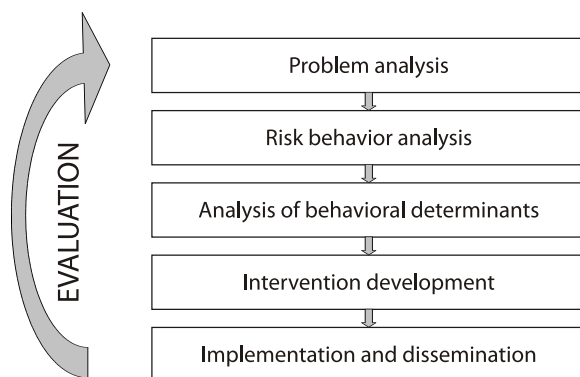 EVALUATION
Problem analysis
Risk behavior analysis
Analysis of behavioral determinants
Intervention development
Implementation and dissemination